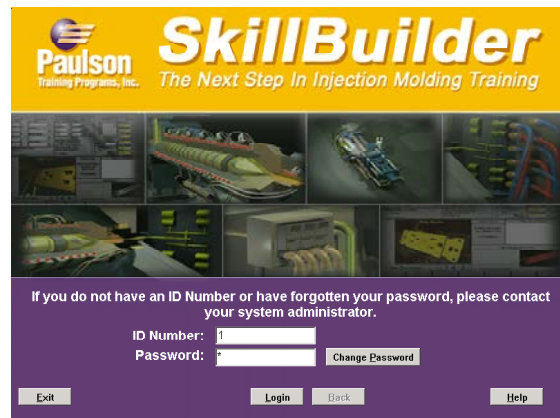 SkillBuilder
Paulson
Training Programs, Inc.
The Next Step In Injection Molding Training
If you do not have an ID Number or have forgotten your password, please contact
your system administrator.
ID Number: 1
Password: *
Change Password
Exit
Login
Back
Help